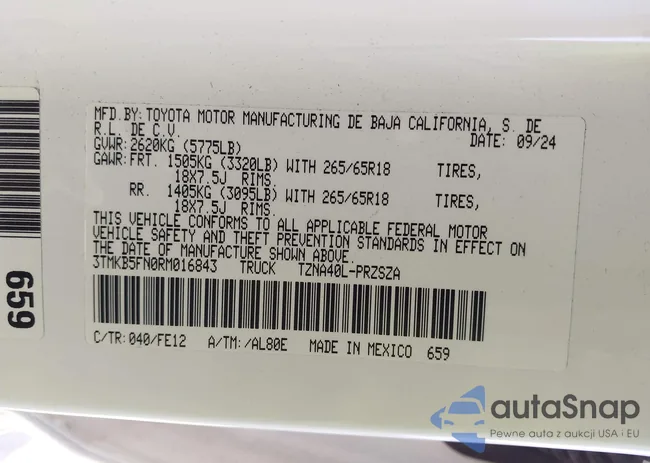 MFD.BY:TOYOTA MOTOR MANUFACTURING DE BAJA CALIFORNIA, S. DE
R.L. DE C.V. DATE: 09/24
GVWR:2620KG (5775LB)
GAWR:FRT. 1505KG (3320LB) WITH 265/65R18 TIRES,
18X7.5J RIMS.
RR. 1405KG (3095LB) WITH 265/65R18 TIRES,
18X7.5J RIMS.
THIS VEHICLE CONFORMS TO ALL APPLICABLE FEDERAL MOTOR
VEHICLE SAFETY AND THEFT PREVENTION STANDARDS IN EFFECT ON
THE DATE OF MANUFACTURE SHOWN ABOVE.
3TMKB5FN0RM016843 TRUCK TZNA40L-PRZSZA
C/TR:040/FE12 A/TM:/AL80E MADE IN MEXICO 659
659
autaSnap
Pewne auta z aukcji USA i EU